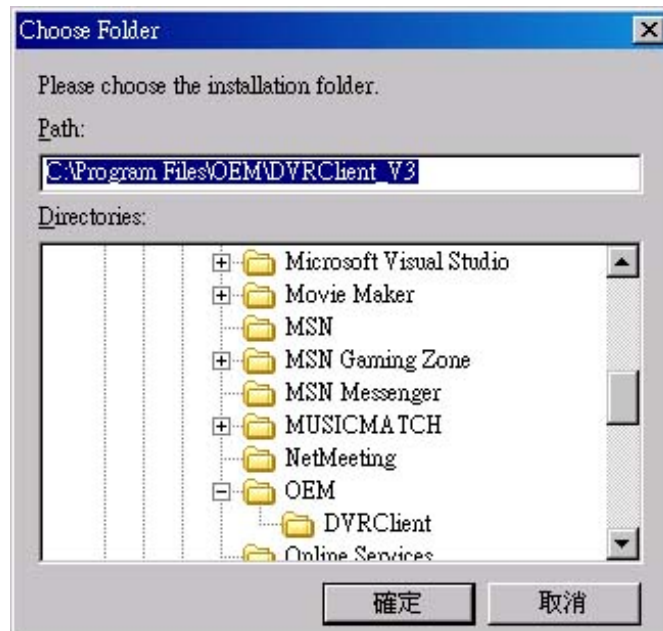 Choose Folder
Please choose the installation folder.
Path:
C:\Program Files\OEM\DVRClient_V3
Directories:
Microsoft Visual Studio
Movie Maker
MSN
MSN Gaming Zone
MSN Messenger
MUSICMATCH
NetMeeting
OEM
DVRClient
Online Services
確定
取消